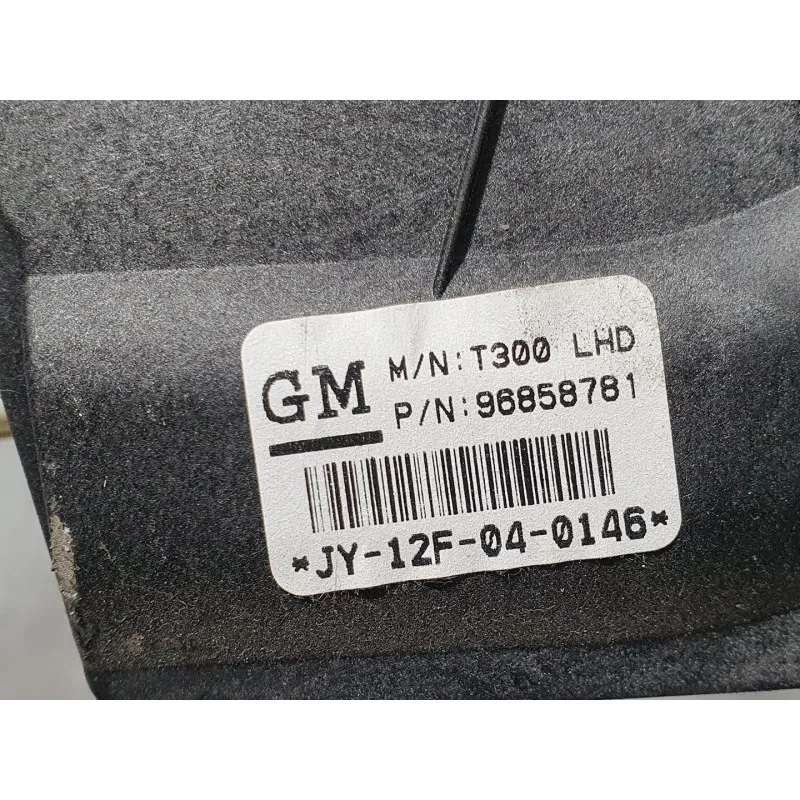 GM
M/N:T300 LHD
P/N:96858781
*JY-12F-04-0146*